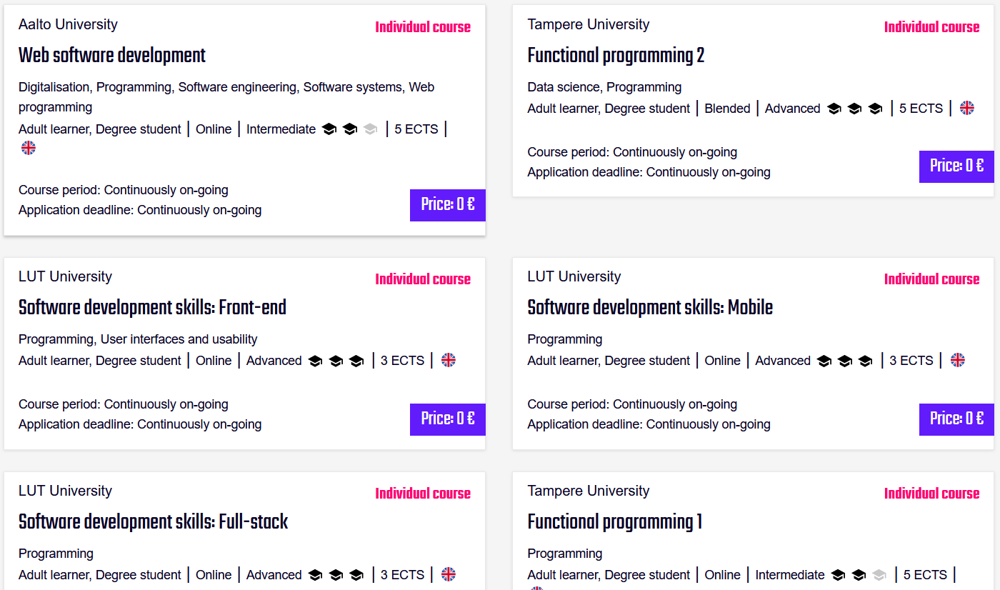 Aalto University
Individual course
Web software development
Digitalisation, Programming, Software engineering, Software systems, Web
programming
Adult learner, Degree student | Online | Intermediate | 5 ECTS |
Course period: Continuously on-going
Application deadline: Continuously on-going
Price: 0 €
Tampere University
Individual course
Functional programming 2
Data science, Programming
Adult learner, Degree student | Blended | Advanced | 5 ECTS |
Course period: Continuously on-going
Application deadline: Continuously on-going
Price: 0 €
LUT University
Individual course
Software development skills: Front-end
Programming, User interfaces and usability
Adult learner, Degree student | Online | Advanced | 3 ECTS |
Course period: Continuously on-going
Application deadline: Continuously on-going
Price: 0 €
LUT University
Individual course
Software development skills: Mobile
Programming
Adult learner, Degree student | Online | Advanced | 3 ECTS |
Course period: Continuously on-going
Application deadline: Continuously on-going
Price: 0 €
LUT University
Individual course
Software development skills: Full-stack
Programming
Adult learner, Degree student | Online | Advanced | 3 ECTS |
Tampere University
Individual course
Functional programming 1
Programming
Adult learner, Degree student | Online | Intermediate | 5 ECTS |